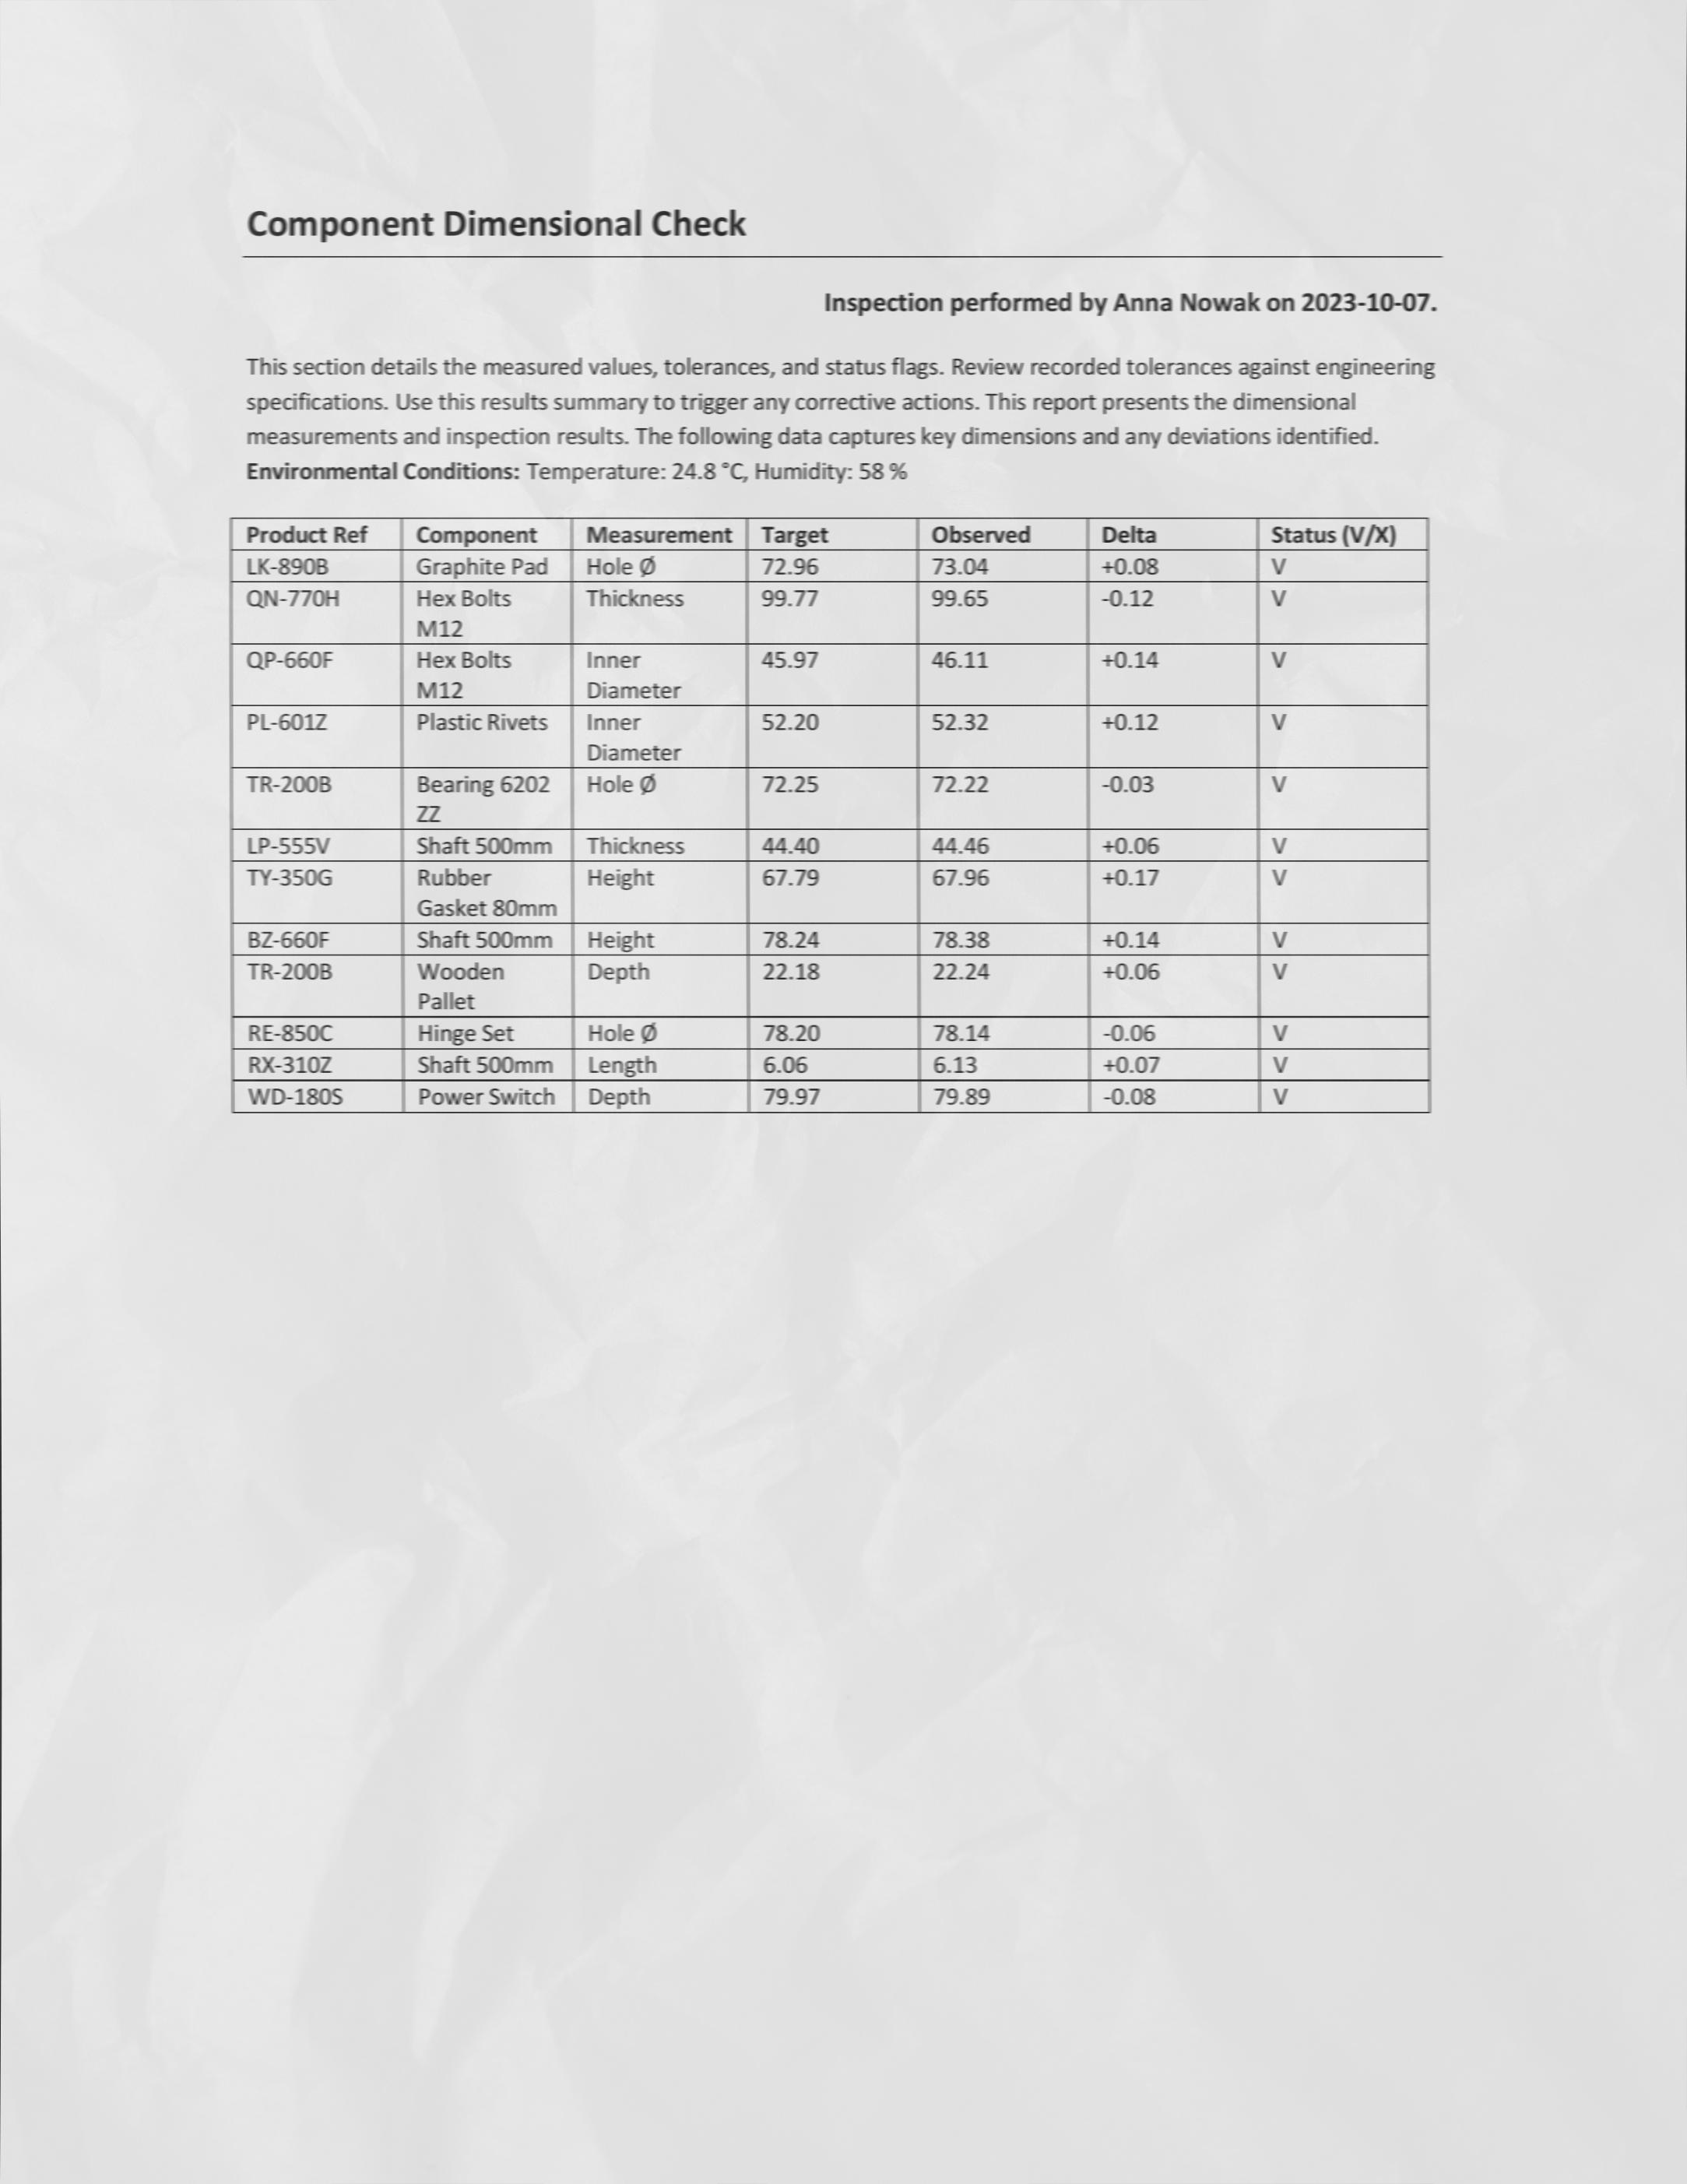 Component Dimensional Check
Inspection performed by Anna Nowak on 2023-10-07.
This section details the measured values, tolerances, and status flags. Review recorded tolerances against engineering
specifications. Use this results summary to trigger any corrective actions. This report presents the dimensional
measurements and inspection results. The following data captures key dimensions and any deviations identified.
Environmental Conditions: Temperature: 24.8 °C, Humidity: 58 %
Product Ref Component Measurement Target Observed Delta Status (V/X)
LK-890B Graphite Pad Hole Ø 72.96 73.04 +0.08 V
QN-770H Hex Bolts Thickness 99.77 99.65 -0.12 V
M12
QP-660F Hex Bolts Inner 45.97 46.11 +0.14 V
M12 Diameter
PL-601Z Plastic Rivets Inner 52.20 52.32 +0.12 V
Diameter
TR-200B Bearing 6202 Hole Ø 72.25 72.22 -0.03 V
ZZ
LP-555V Shaft 500mm Thickness 44.40 44.46 +0.06 V
TY-350G Rubber Height 67.79 67.96 +0.17 V
Gasket 80mm
BZ-660F Shaft 500mm Height 78.24 78.38 +0.14 V
TR-200B Wooden Depth 22.18 22.24 +0.06 V
Pallet
RE-850C Hinge Set Hole Ø 78.20 78.14 -0.06 V
RX-310Z Shaft 500mm Length 6.06 6.13 +0.07 V
WD-180S Power Switch Depth 79.97 79.89 -0.08 V